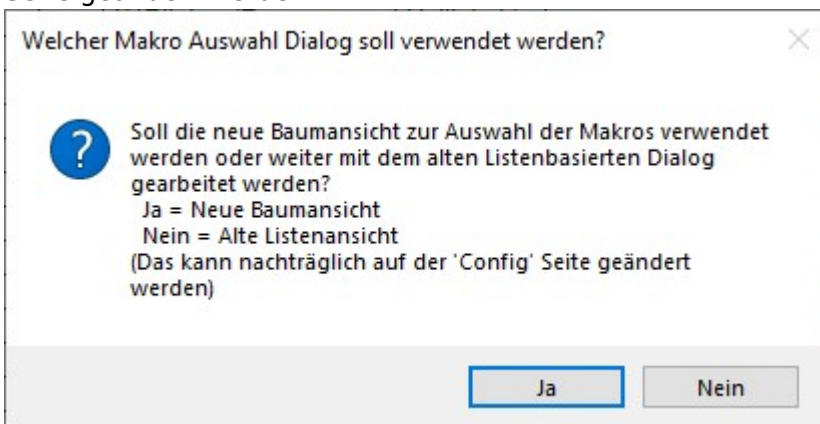 Welcher Makro Auswahl Dialog soll verwendet werden?
Soll die neue Baumansicht zur Auswahl der Makros verwendet
werden oder weiter mit dem alten Listenbasierten Dialog
gearbeitet werden?
Ja = Neue Baumansicht
Nein = Alte Listenansicht
(Das kann nachträglich auf der 'Config' Seite geändert
werden)
Ja
Nein